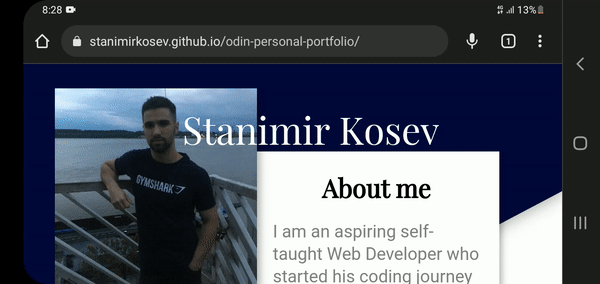 8:28
13%
stanimirkosev.github.io/odin-personal-portfolio/
1
Stanimir Kosev
GYMSHARK
About me
I am an aspiring self-
taught Web Developer who
started his coding journey